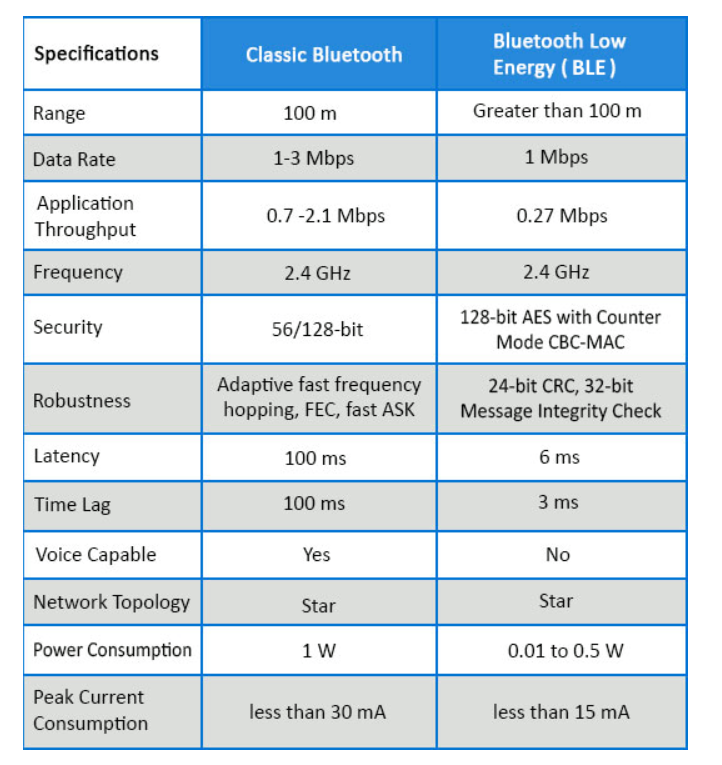 Specifications
Classic Bluetooth
Bluetooth Low
Energy ( BLE )
Range
100 m
Greater than 100 m
Data Rate
1-3 Mbps
1 Mbps
Application
Throughput
0.7 -2.1 Mbps
0.27 Mbps
Frequency
2.4 GHz
2.4 GHz
Security
56/128-bit
128-bit AES with Counter
Mode CBC-MAC
Robustness
Adaptive fast frequency
hopping, FEC, fast ASK
24-bit CRC, 32-bit
Message Integrity Check
Latency
100 ms
6 ms
Time Lag
100 ms
3 ms
Voice Capable
Yes
No
Network Topology
Star
Star
Power Consumption
1 W
0.01 to 0.5 W
Peak Current
Consumption
less than 30 mA
less than 15 mA